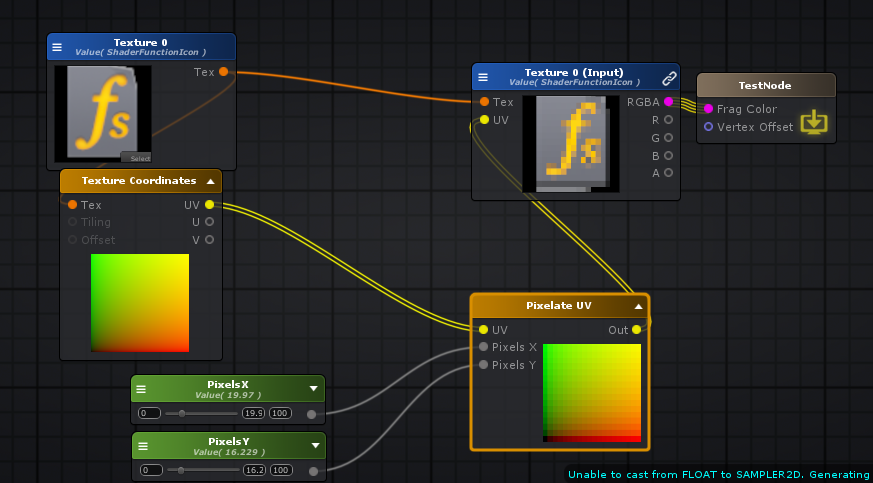 Texture 0
Value( ShaderFunctionIcon )
Tex
fs
Select
Texture 0 (Input)
Value( ShaderFunctionIcon )
Tex
UV
RGBA
R
G
B
A
TestNode
Frag Color
Vertex Offset
Texture Coordinates
Tex
UV
Tiling
U
Offset
V
Pixelate UV
UV
Out
Pixels X
Pixels Y
PixelsX
Value( 19.97 )
0
19.9
100
PixelsY
Value( 16.229 )
0
16.2
100
Unable to cast from FLOAT to SAMPLER2D. Generating